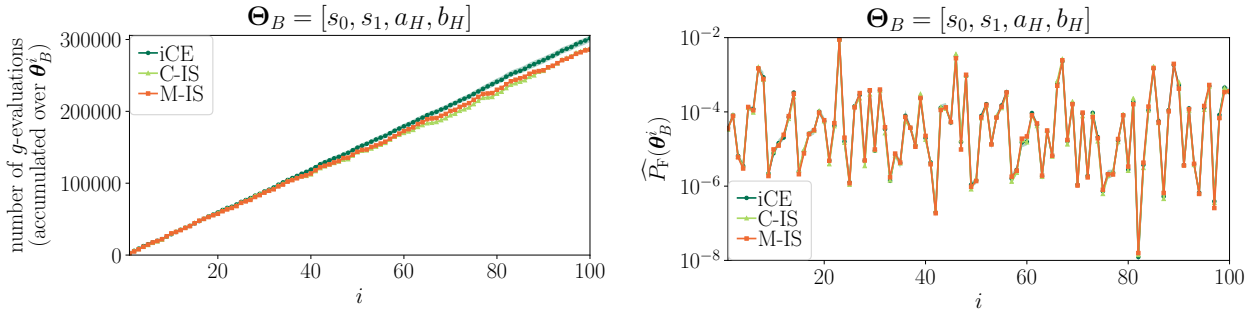 Θ_B = [s_0, s_1, a_H, b_H]
number of g-evaluations
(accumulated over θ_B^i)
300000
200000
100000
0
iCE
C-IS
M-IS
20
40
60
80
100
i
Θ_B = [s_0, s_1, a_H, b_H]
\widehat{P_F}(θ_B^i)
10^{-2}
10^{-4}
10^{-6}
10^{-8}
iCE
C-IS
M-IS
20
40
60
80
100
i